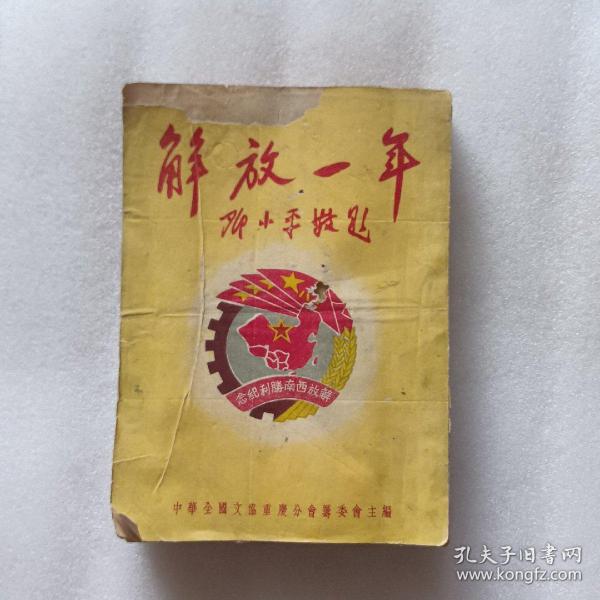 解放一年
邓小平敬题
解放西南勝利紀念
中華全國文協重慶分會籌委會主編
孔夫子旧書网
www.kongfz.com